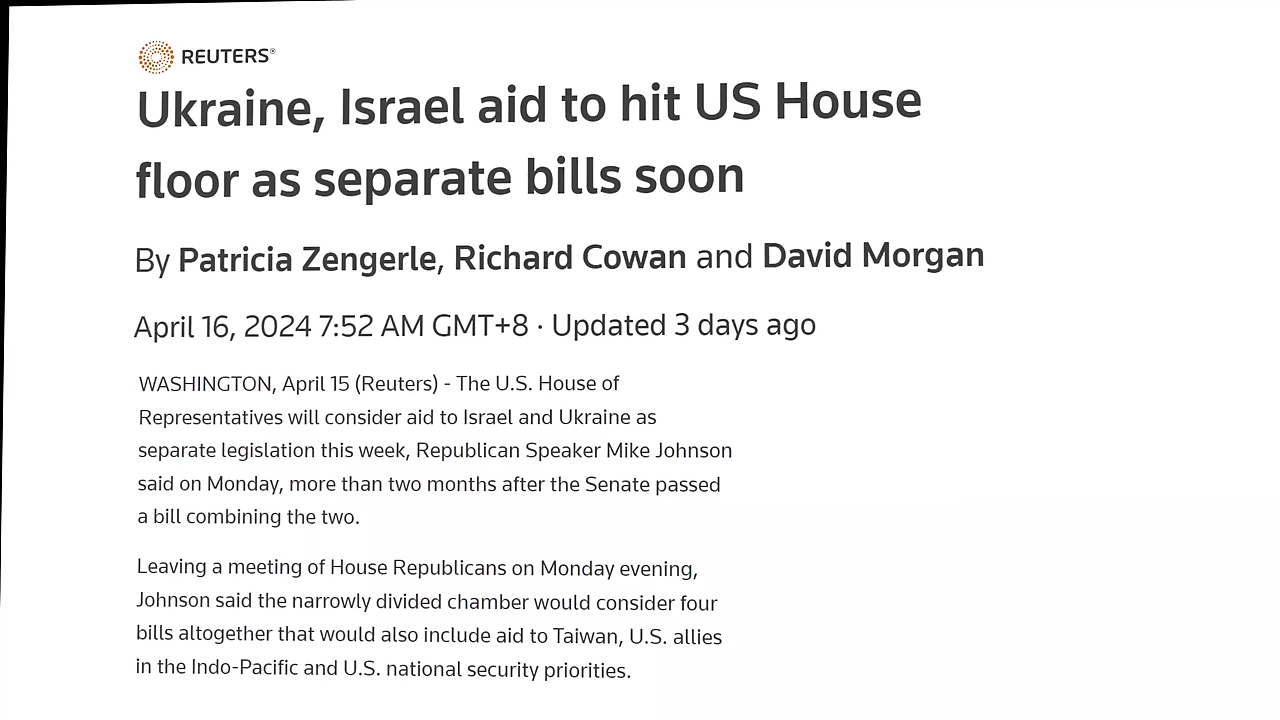 REUTERS®
Ukraine, Israel aid to hit US House
floor as separate bills soon
By Patricia Zengerle, Richard Cowan and David Morgan
April 16, 2024 7:52 AM GMT+8 · Updated 3 days ago
WASHINGTON, April 15 (Reuters) - The U.S. House of
Representatives will consider aid to Israel and Ukraine as
separate legislation this week, Republican Speaker Mike Johnson
said on Monday, more than two months after the Senate passed
a bill combining the two.
Leaving a meeting of House Republicans on Monday evening,
Johnson said the narrowly divided chamber would consider four
bills altogether that would also include aid to Taiwan, U.S. allies
in the Indo-Pacific and U.S. national security priorities.